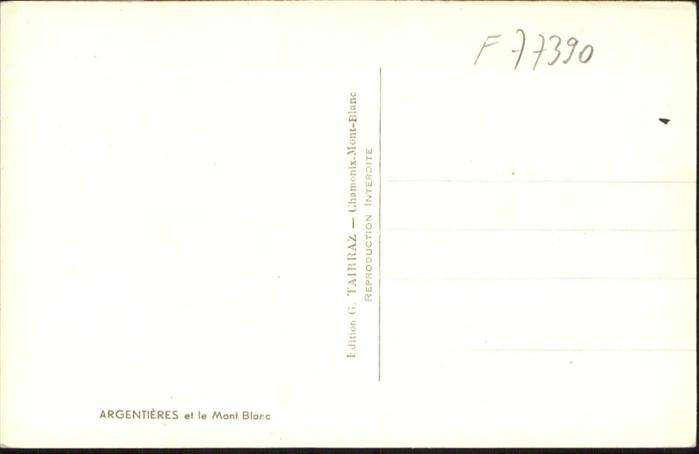 F 77390
Edition G. TAIRRAZ — Chamonix-Mont-Blanc
REPRODUCTION INTERDITE
ARGENTIÈRES et le Mont Blanc